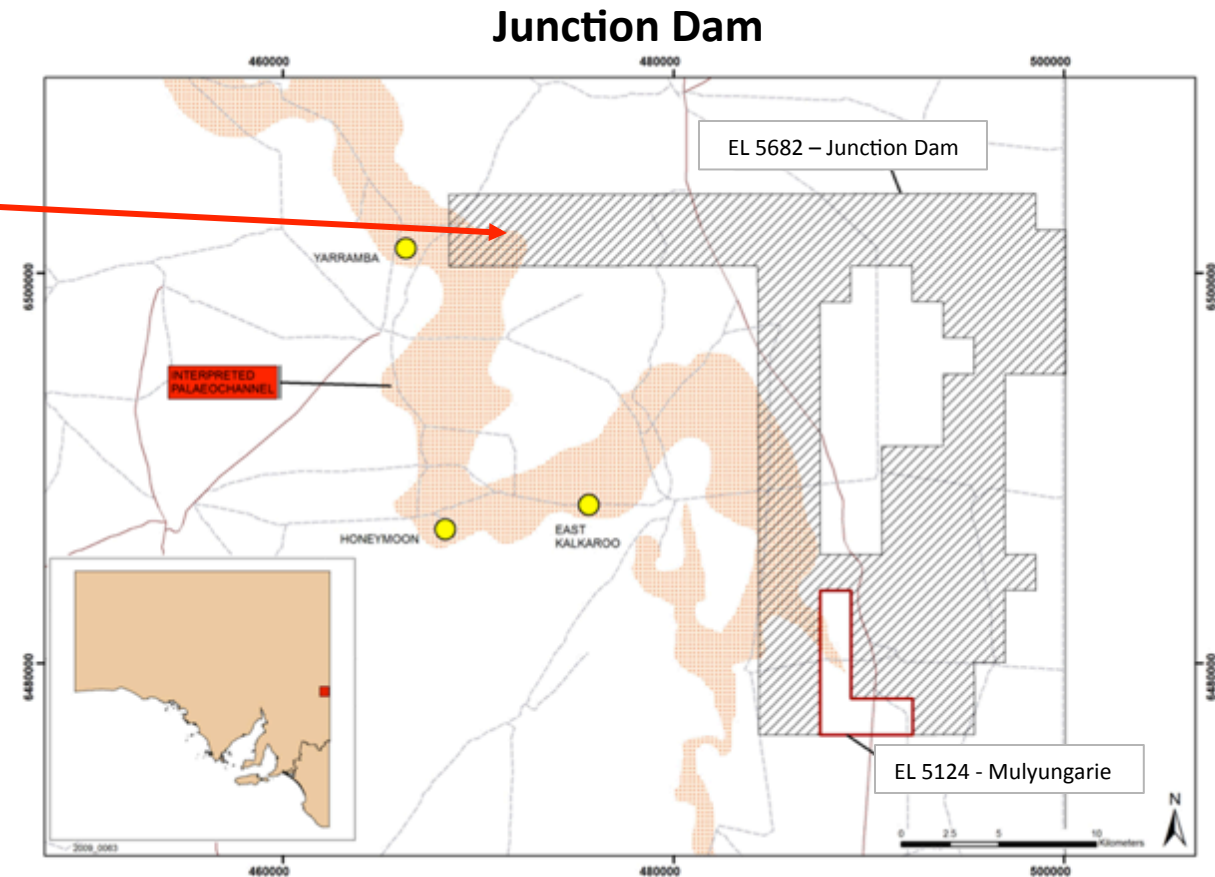 Junction Dam
460000
480000
500000
EL 5682 – Junction Dam
YARRAMBA
6500000
6500000
INTERPRETED
PALAEOCHANNEL
HONEYMOON
EAST
KALKAROO
6480000
6480000
EL 5124 - Mulyungarie
N
0 2.5 5 10
Kilometers
2009_0063
460000
480000
500000